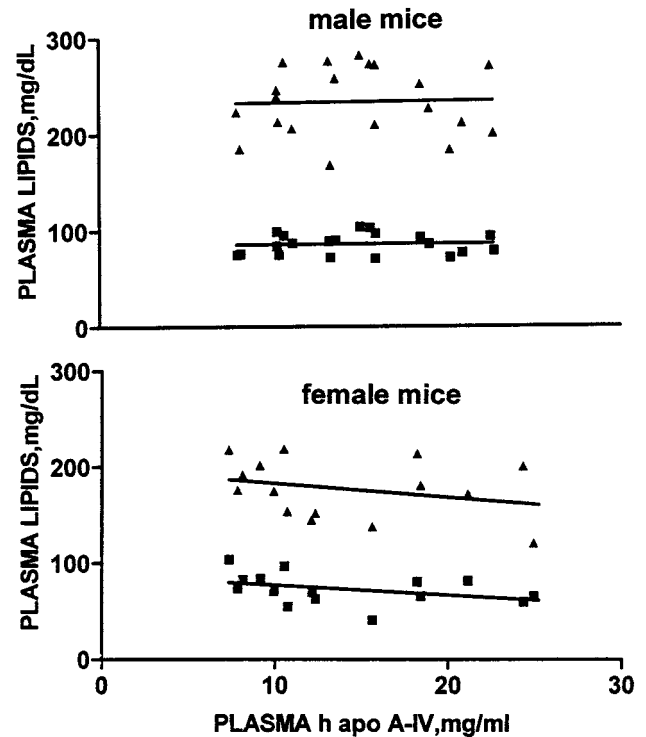 male mice
PLASMA LIPIDS,mg/dL
300
200
100
0
female mice
PLASMA LIPIDS,mg/dL
300
200
100
0
0 10 20 30
PLASMA h apo A-IV,mg/ml